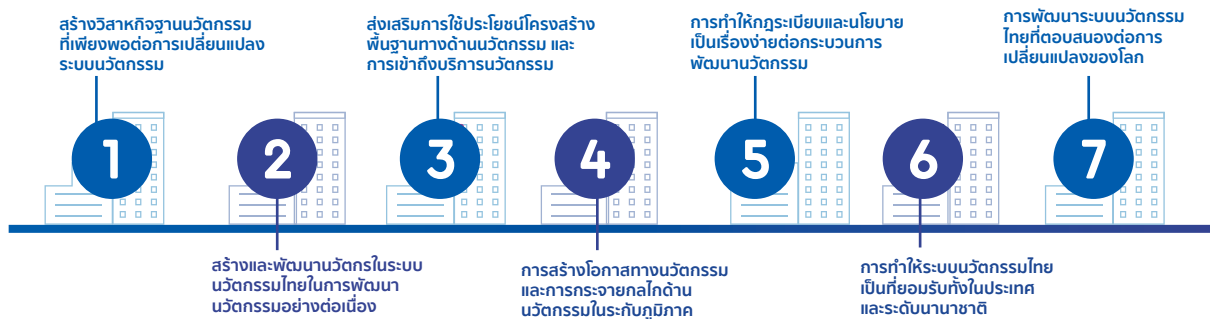 สร้างวิสาหกิจฐานนวัตกรรม
ที่เพียงพอต่อการเปลี่ยนแปลง
ระบบนวัตกรรม
1
สร้างและพัฒนานวัตกรในระบบ
นวัตกรรมไทยในการพัฒนา
นวัตกรรมอย่างต่อเนื่อง
2
ส่งเสริมการใช้ประโยชน์โครงสร้าง
พื้นฐานทางด้านนวัตกรรม และ
การเข้าถึงบริการนวัตกรรม
3
การสร้างโอกาสทางนวัตกรรม
และการกระจายกลไกด้าน
นวัตกรรมในระกับภูมิภาค
4
การทำให้กฎระเบียบและนโยบาย
เป็นเรื่องง่ายต่อกระบวนการ
พัฒนานวัตกรรม
5
การทำให้ระบบนวัตกรรมไทย
เป็นที่ยอมรับทั้งในประเทศ
และระดับนานาชาติ
6
การพัฒนาระบบนวัตกรรม
ไทยที่ตอบสนองต่อการ
เปลี่ยนแปลงของโลก
7